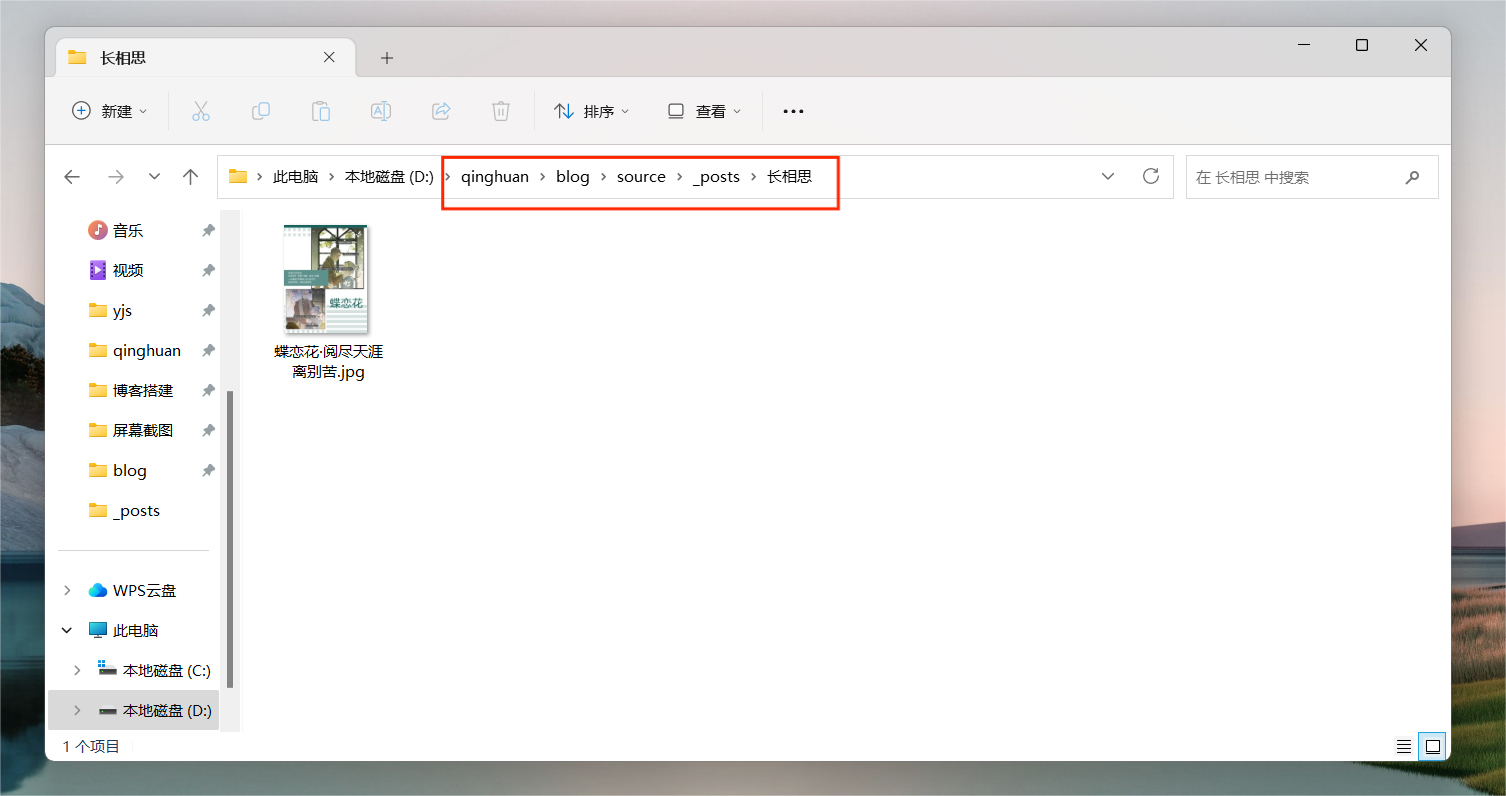 长相思
新建
排序
查看
此电脑 本地磁盘 (D:) qinghuan blog source _posts 长相思
在 长相思 中搜索
音乐
视频
yjs
qinghuan
博客搭建
屏幕截图
blog
_posts
WPS云盘
此电脑
本地磁盘 (C:)
本地磁盘 (D:)
蝶恋花
蝶恋花·阅尽天涯
离别苦.jpg
1 个项目